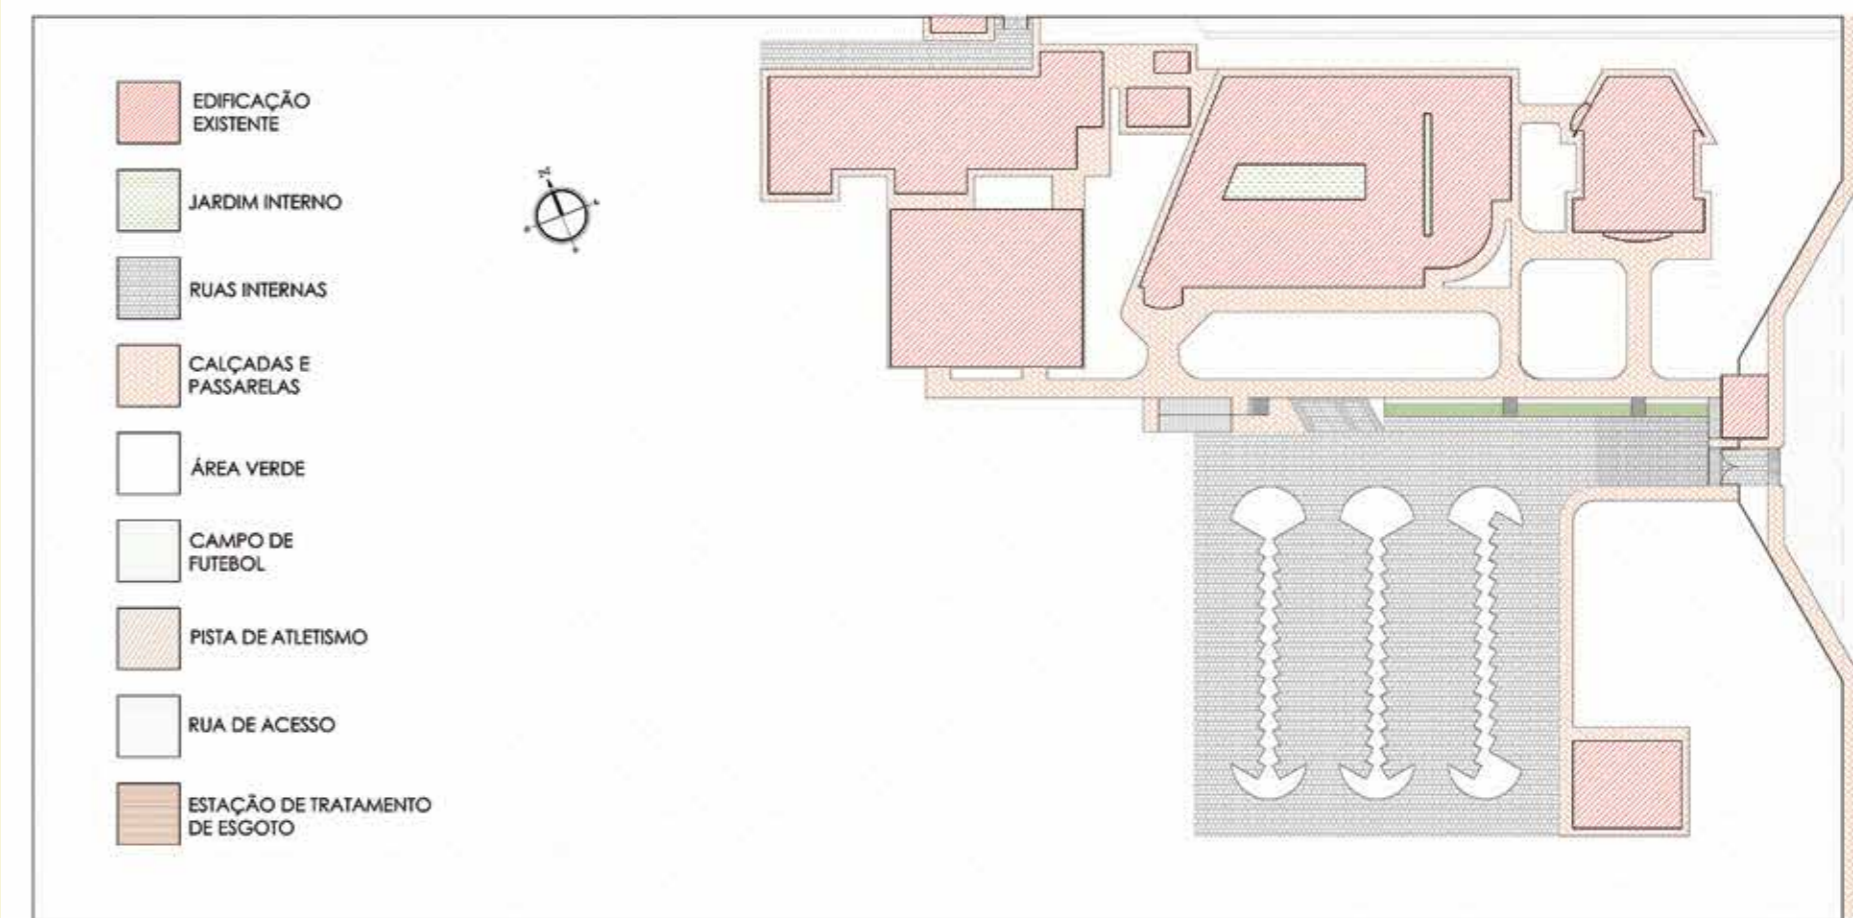 EDIFICAÇÃO
EXISTENTE
JARDIM INTERNO
RUAS INTERNAS
CALÇADAS E
PASSARELAS
ÁREA VERDE
CAMPO DE
FUTEBOL
PISTA DE ATLETISMO
RUA DE ACESSO
ESTAÇÃO DE TRATAMENTO
DE ESGOTO
N